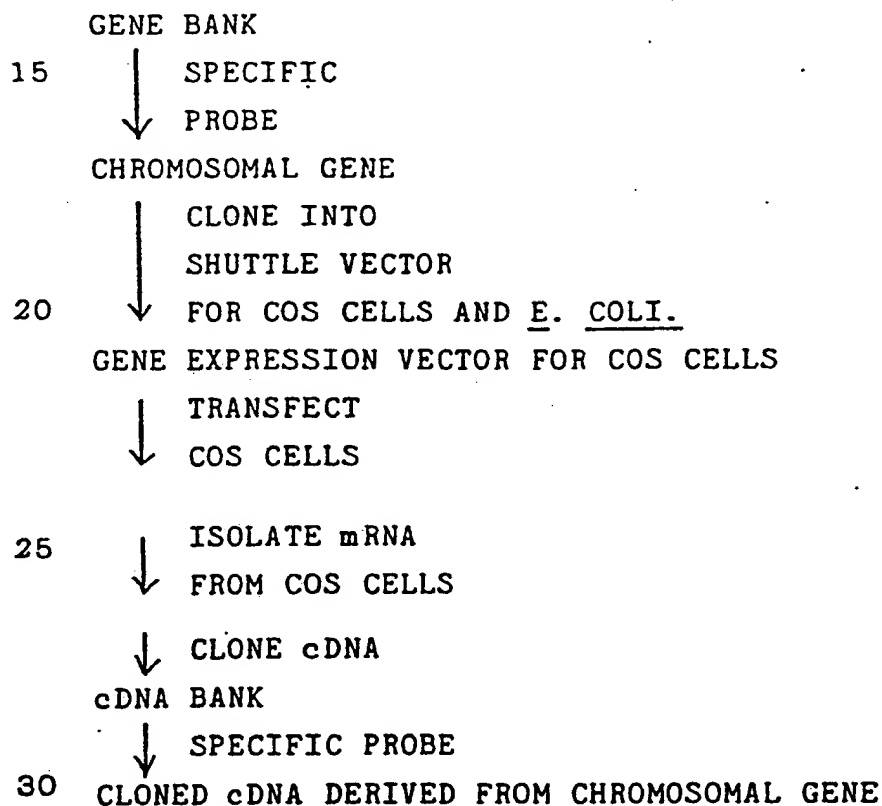 GENE BANK
15 SPECIFIC
PROBE
CHROMOSOMAL GENE
CLONE INTO
SHUTTLE VECTOR
20 FOR COS CELLS AND E. COLI.
GENE EXPRESSION VECTOR FOR COS CELLS
TRANSFECT
COS CELLS
25 ISOLATE mRNA
FROM COS CELLS
CLONE cDNA
cDNA BANK
SPECIFIC PROBE
30 CLONED cDNA DERIVED FROM CHROMOSOMAL GENE